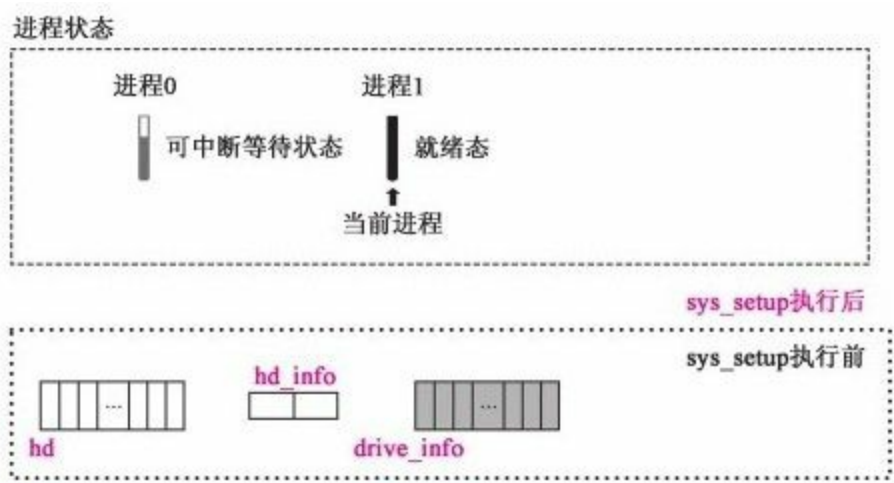 进程状态
进程0 进程1
可中断等待状态 就绪态
当前进程
sys_setup执行后
sys_setup执行前
hd_info
...
...
hd
drive_info